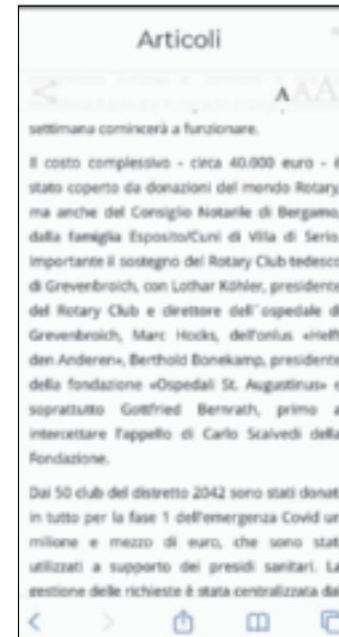 Articoli
A A A
settimana comincerà a funzionare.
Il costo complessivo - circa 40.000 euro - è
stato coperto da donazioni del mondo Rotary,
ma anche del Consiglio Notarile di Bergamo,
dalla famiglia Esposito/Cuni di Villa di Serio.
Importante il sostegno del Rotary Club tedesco
di Grevenbroich, con Lothar Köhler, presidente
del Rotary Club e direttore dell'ospedale di
Grevenbroich, Marc Hocks, dell'onlus «Helft
den Anderen», Berthold Bonekamp, presidente
della fondazione «Ospedali St. Augustinus» e
soprattutto Gottfried Bernrath, primo a
intercettare l'appello di Carlo Scalvedi della
Fondazione.
Dai 50 club del distretto 2042 sono stati donati
in tutto per la fase 1 dell'emergenza Covid un
milione e mezzo di euro, che sono stati
utilizzati a supporto dei presidi sanitari. La
gestione delle richieste è stata centralizzata dal